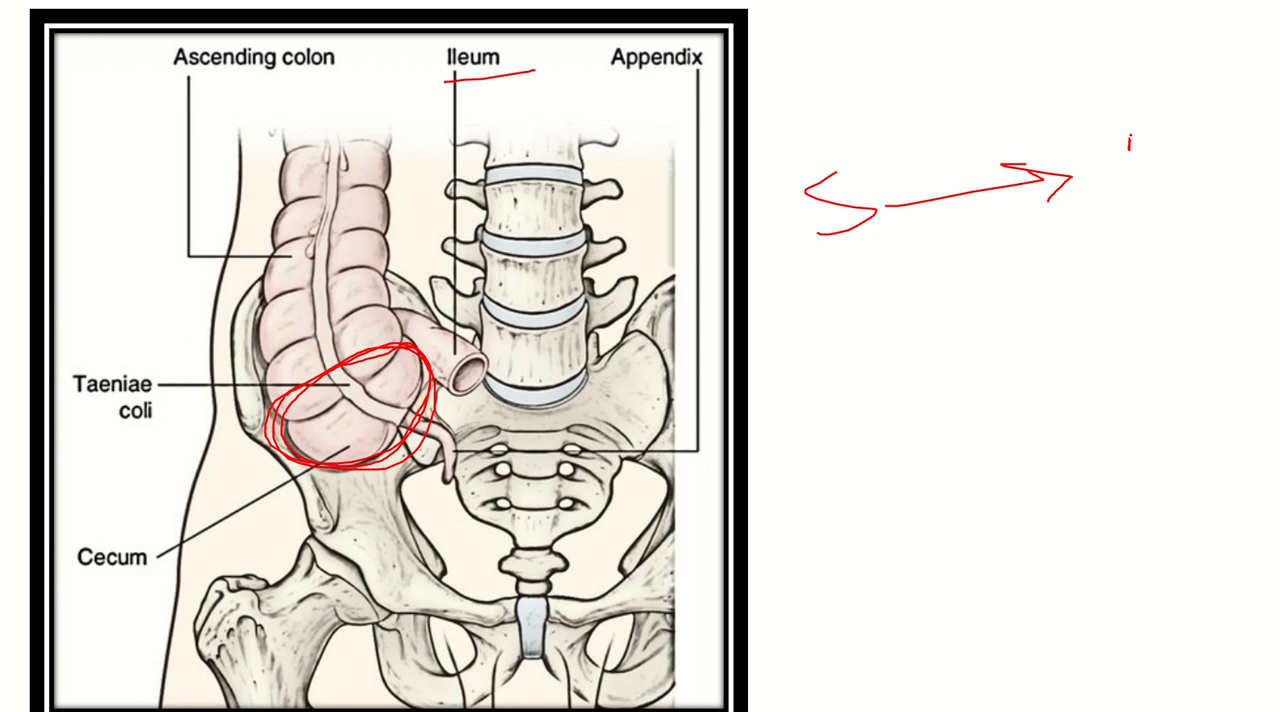 Ascending colon
Ileum
Appendix
S → i
Taeniae
coli
Cecum